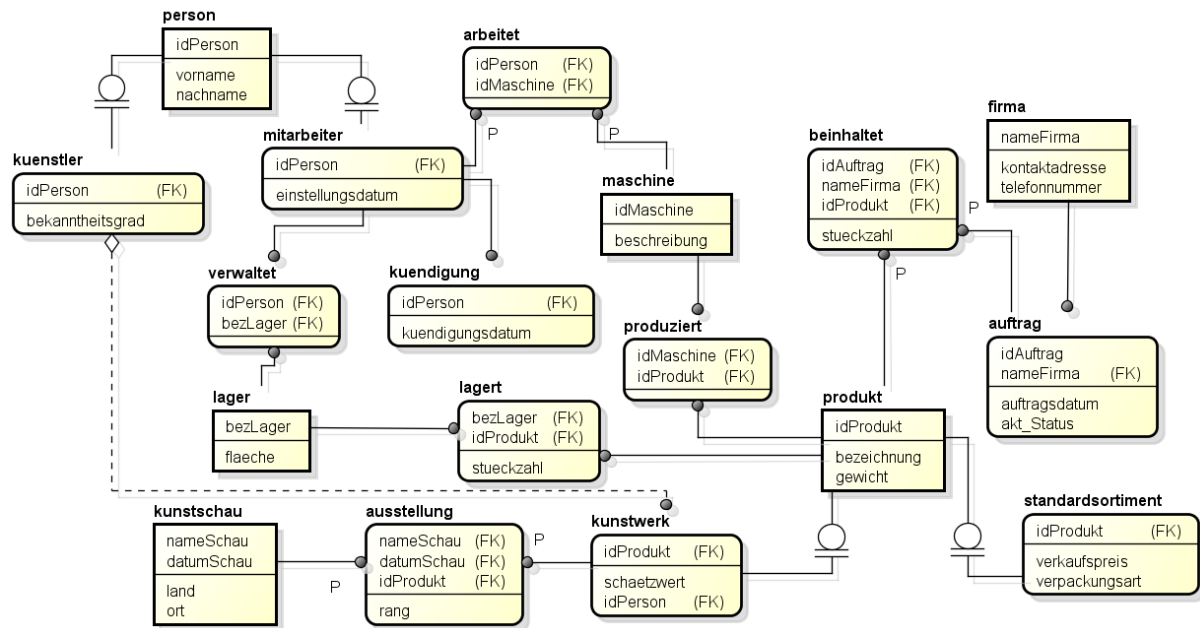 person
idPerson
vorname
nachname
arbeitet
idPerson (FK)
idMaschine (FK)
P
P
firma
nameFirma
kontaktadresse
telefonnummer
mitarbeiter
idPerson (FK)
einstellungsdatum
beinhaltet
idAuftrag (FK)
nameFirma (FK)
idProdukt (FK)
stueckzahl
P
P
kuenstler
idPerson (FK)
bekanntheitsgrad
maschine
idMaschine
beschreibung
verwaltet
idPerson (FK)
bezLager (FK)
kuendigung
idPerson (FK)
kuendigungsdatum
produziert
idMaschine (FK)
idProdukt (FK)
auftrag
idAuftrag
nameFirma (FK)
auftragsdatum
akt_Status
lager
bezLager
flaeche
lagert
bezLager (FK)
idProdukt (FK)
stueckzahl
produkt
idProdukt
bezeichnung
gewicht
kunstschau
nameSchau
datumSchau
land
ort
P
ausstellung
nameSchau (FK)
datumSchau (FK)
idProdukt (FK)
rang
P
kunstwerk
idProdukt (FK)
schaetzwert
idPerson (FK)
standardsortiment
idProdukt (FK)
verkaufspreis
verpackungsart